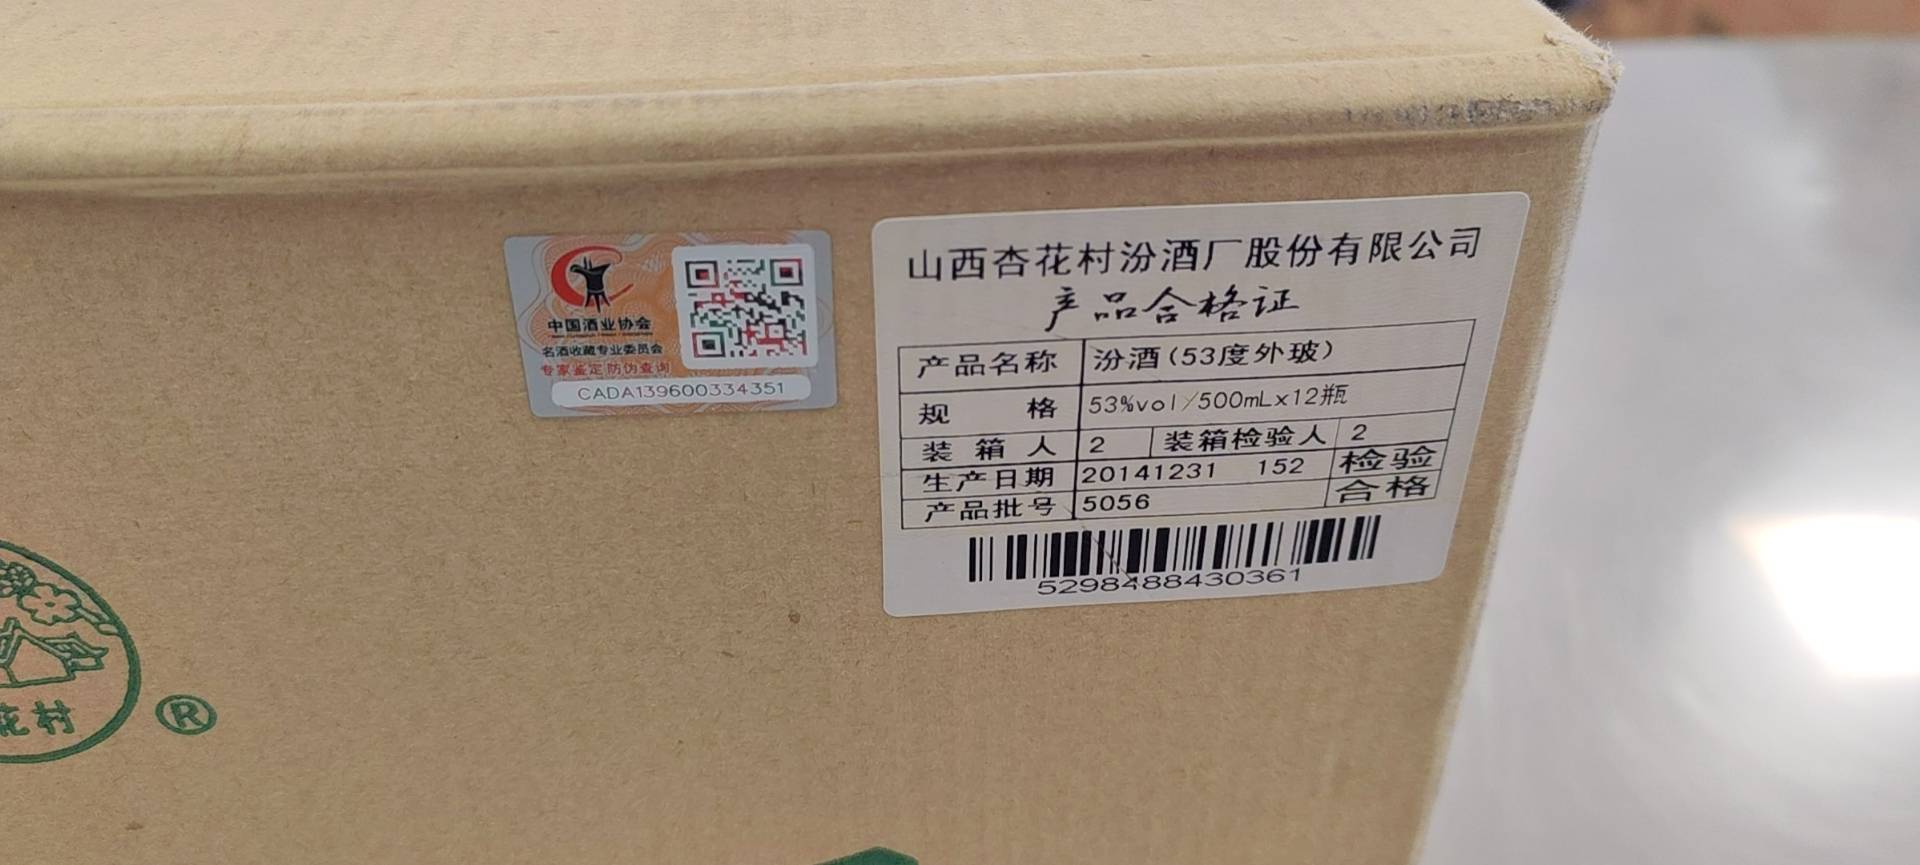 中国酒业协会
名酒收藏专业委员会
专家鉴定防伪查询
CADA139600334351
山西杏花村汾酒厂股份有限公司
产品合格证
产品名称 汾酒(53度外玻)
规格 53%vol/500mL×12瓶
装箱人 2 装箱检验人 2
生产日期 20141231 152 检验
产品批号 5056 合格
5298488430361
花村
®